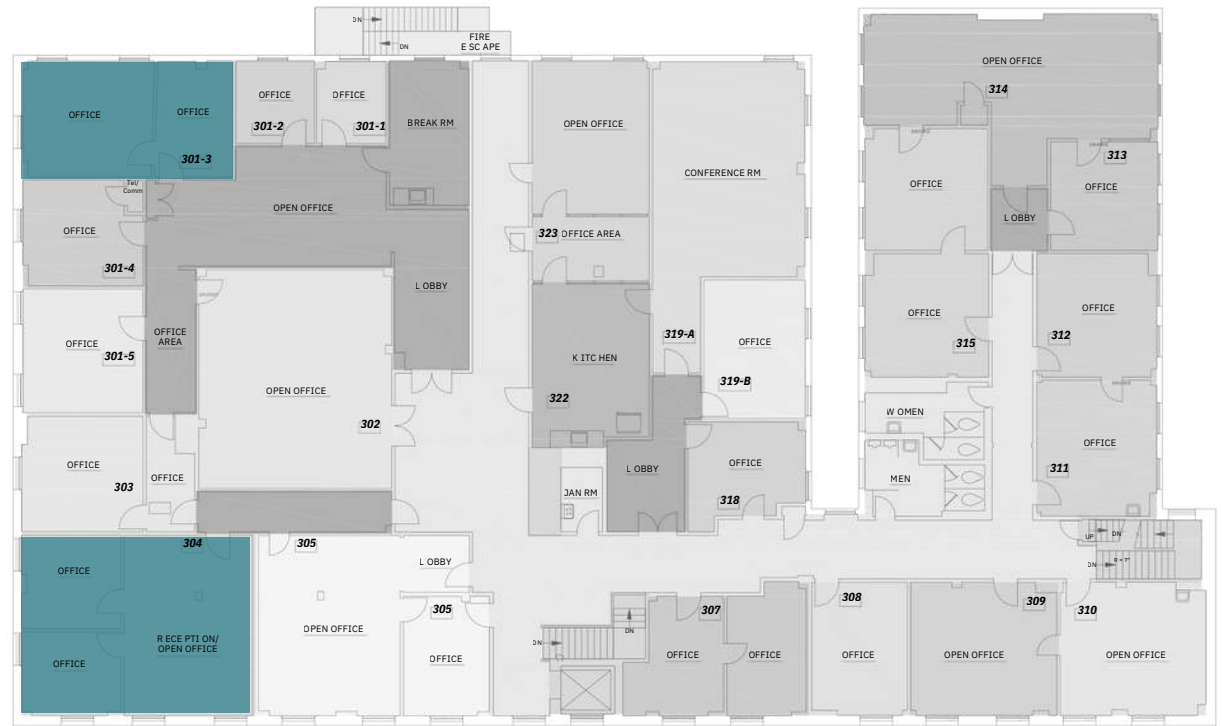 DN
FIRE
E SC APE
DN
OPEN OFFICE
314
OFFICE
OFFICE
301-3
OFFICE
301-2
OFFICE
301-1
BREAK RM
OPEN OFFICE
CONFERENCE RM
OFFICE
313
OFFICE
Tel/
Comm
OFFICE
301-4
OPEN OFFICE
L OBBY
323
OFFICE AREA
L OBBY
OFFICE
301-5
OFFICE
AREA
OPEN OFFICE
302
K ITC HEN
322
319-A
OFFICE
319-B
OFFICE
315
OFFICE
312
W OMEN
MEN
OFFICE
311
OFFICE
303
OFFICE
JAN RM
L OBBY
OFFICE
318
304
305
L OBBY
UP
DN
DN
R = 7"
OFFICE
OFFICE
R ECE PTI ON/
OPEN OFFICE
OPEN OFFICE
305
OFFICE
DN
DN
307
OFFICE
OFFICE
308
OFFICE
309
OPEN OFFICE
310
OPEN OFFICE